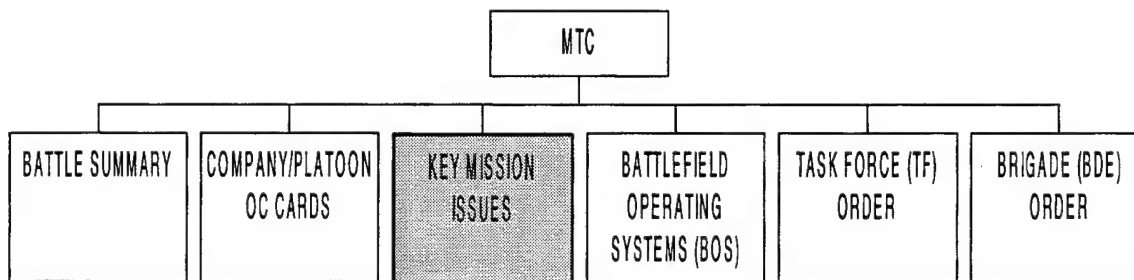 MTC
BATTLE SUMMARY
COMPANY/PLATOON
OC CARDS
KEY MISSION
ISSUES
BATTLEFIELD
OPERATING
SYSTEMS (BOS)
TASK FORCE (TF)
ORDER
BRIGADE (BDE)
ORDER